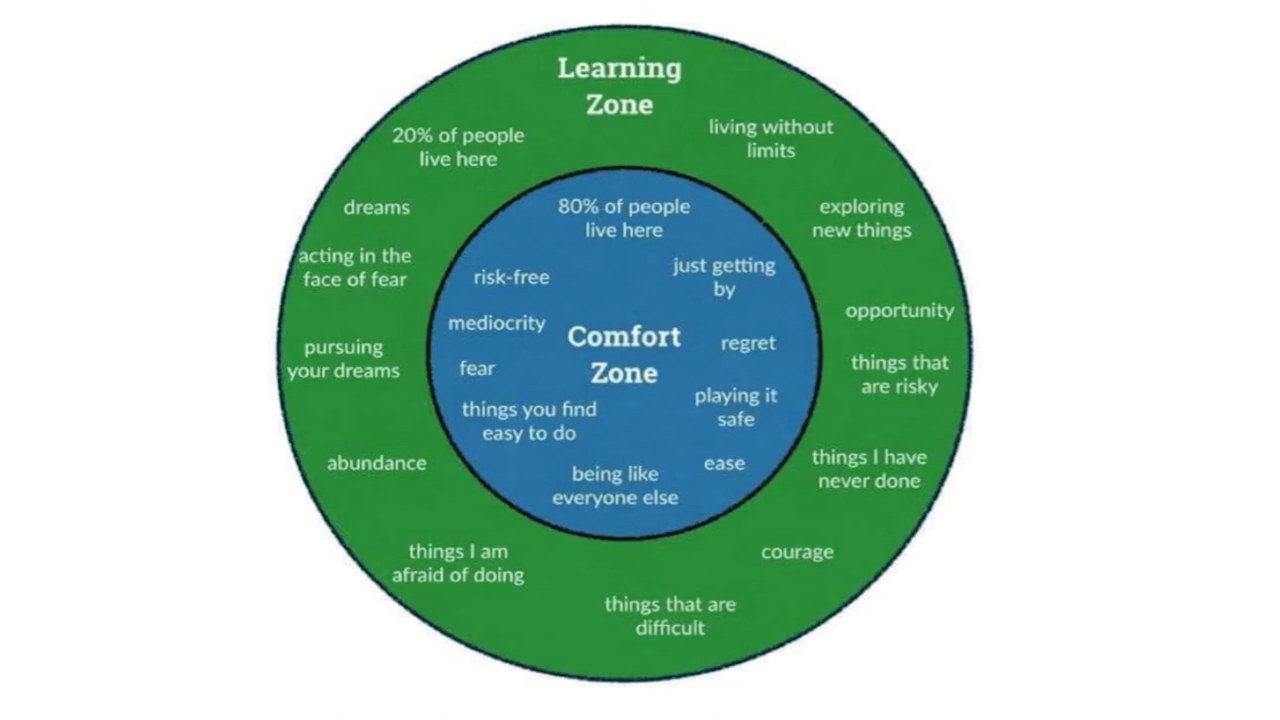 Learning
Zone
20% of people
live here
living without
limits
dreams
exploring
new things
acting in the
face of fear
opportunity
pursuing
your dreams
things that
are risky
abundance
things I have
never done
things I am
afraid of doing
courage
things that are
difficult
80% of people
live here
risk-free
just getting
by
mediocrity
Comfort
Zone
regret
fear
playing it
safe
things you find
easy to do
ease
being like
everyone else